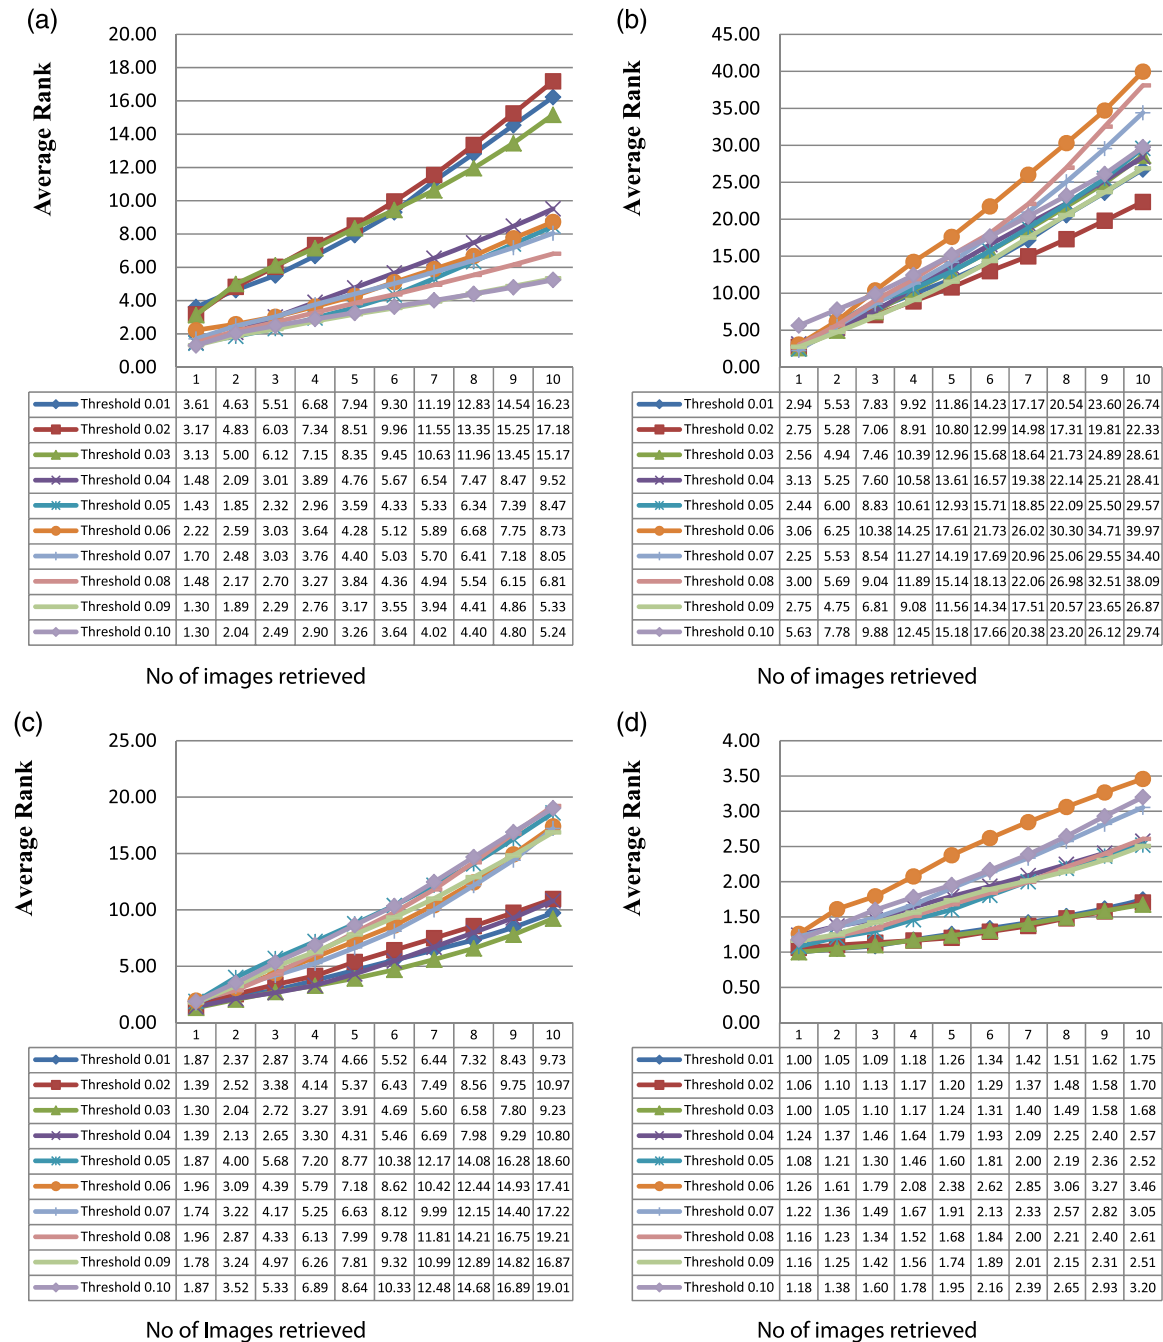 (a)
Average Rank
20.00
18.00
16.00
14.00
12.00
10.00
8.00
6.00
4.00
2.00
0.00
1 2 3 4 5 6 7 8 9 10
Threshold 0.01 3.61 4.63 5.51 6.68 7.94 9.30 11.19 12.83 14.54 16.23
Threshold 0.02 3.17 4.83 6.03 7.34 8.51 9.96 11.55 13.35 15.25 17.18
Threshold 0.03 3.13 5.00 6.12 7.15 8.35 9.45 10.63 11.96 13.45 15.17
Threshold 0.04 1.48 2.09 3.01 3.89 4.76 5.67 6.54 7.47 8.47 9.52
Threshold 0.05 1.43 1.85 2.32 2.96 3.59 4.33 5.33 6.34 7.39 8.47
Threshold 0.06 2.22 2.59 3.03 3.64 4.28 5.12 5.89 6.68 7.75 8.73
Threshold 0.07 1.70 2.48 3.03 3.76 4.40 5.03 5.70 6.41 7.18 8.05
Threshold 0.08 1.48 2.17 2.70 3.27 3.84 4.36 4.94 5.54 6.15 6.81
Threshold 0.09 1.30 1.89 2.29 2.76 3.17 3.55 3.94 4.41 4.86 5.33
Threshold 0.10 1.30 2.04 2.49 2.90 3.26 3.64 4.02 4.40 4.80 5.24
No of images retrieved
(b)
Average Rank
45.00
40.00
35.00
30.00
25.00
20.00
15.00
10.00
5.00
0.00
1 2 3 4 5 6 7 8 9 10
Threshold 0.01 2.94 5.53 7.83 9.92 11.86 14.23 17.17 20.54 23.60 26.74
Threshold 0.02 2.75 5.28 7.06 8.91 10.80 12.99 14.98 17.31 19.81 22.33
Threshold 0.03 2.56 4.94 7.46 10.39 12.96 15.68 18.64 21.73 24.89 28.61
Threshold 0.04 3.13 5.25 7.60 10.58 13.61 16.57 19.38 22.14 25.21 28.41
Threshold 0.05 2.44 6.00 8.83 10.61 12.93 15.71 18.85 22.09 25.50 29.57
Threshold 0.06 3.06 6.25 10.38 14.25 17.61 21.73 26.02 30.30 34.71 39.97
Threshold 0.07 2.25 5.53 8.54 11.27 14.19 17.69 20.96 25.06 29.55 34.40
Threshold 0.08 3.00 5.69 9.04 11.89 15.14 18.13 22.06 26.98 32.51 38.09
Threshold 0.09 2.75 4.75 6.81 9.08 11.56 14.34 17.51 20.57 23.65 26.87
Threshold 0.10 5.63 7.78 9.88 12.45 15.18 17.66 20.38 23.20 26.12 29.74
No of images retrieved
(c)
Average Rank
25.00
20.00
15.00
10.00
5.00
0.00
1 2 3 4 5 6 7 8 9 10
Threshold 0.01 1.87 2.37 2.87 3.74 4.66 5.52 6.44 7.32 8.43 9.73
Threshold 0.02 1.39 2.52 3.38 4.14 5.37 6.43 7.49 8.56 9.75 10.97
Threshold 0.03 1.30 2.04 2.72 3.27 3.91 4.69 5.60 6.58 7.80 9.23
Threshold 0.04 1.39 2.13 2.65 3.30 4.31 5.46 6.69 7.98 9.29 10.80
Threshold 0.05 1.87 4.00 5.68 7.20 8.77 10.38 12.17 14.08 16.28 18.60
Threshold 0.06 1.96 3.09 4.39 5.79 7.18 8.62 10.42 12.44 14.93 17.41
Threshold 0.07 1.74 3.22 4.17 5.25 6.63 8.12 9.99 12.15 14.40 17.22
Threshold 0.08 1.96 2.87 4.33 6.13 7.99 9.78 11.81 14.21 16.75 19.21
Threshold 0.09 1.78 3.24 4.97 6.26 7.81 9.32 10.99 12.89 14.82 16.87
Threshold 0.10 1.87 3.52 5.33 6.89 8.64 10.33 12.48 14.68 16.89 19.01
No of Images retrieved
(d)
Average Rank
4.00
3.50
3.00
2.50
2.00
1.50
1.00
0.50
0.00
1 2 3 4 5 6 7 8 9 10
Threshold 0.01 1.00 1.05 1.09 1.18 1.26 1.34 1.42 1.51 1.62 1.75
Threshold 0.02 1.06 1.10 1.13 1.17 1.20 1.29 1.37 1.48 1.58 1.70
Threshold 0.03 1.00 1.05 1.10 1.17 1.24 1.31 1.40 1.49 1.58 1.68
Threshold 0.04 1.24 1.37 1.46 1.64 1.79 1.93 2.09 2.25 2.40 2.57
Threshold 0.05 1.08 1.21 1.30 1.46 1.60 1.81 2.00 2.19 2.36 2.52
Threshold 0.06 1.26 1.61 1.79 2.08 2.38 2.62 2.85 3.06 3.27 3.46
Threshold 0.07 1.22 1.36 1.49 1.67 1.91 2.13 2.33 2.57 2.82 3.05
Threshold 0.08 1.16 1.23 1.34 1.52 1.68 1.84 2.00 2.21 2.40 2.61
Threshold 0.09 1.16 1.25 1.42 1.56 1.74 1.89 2.01 2.15 2.31 2.51
Threshold 0.10 1.18 1.38 1.60 1.78 1.95 2.16 2.39 2.65 2.93 3.20
No of images retrieved